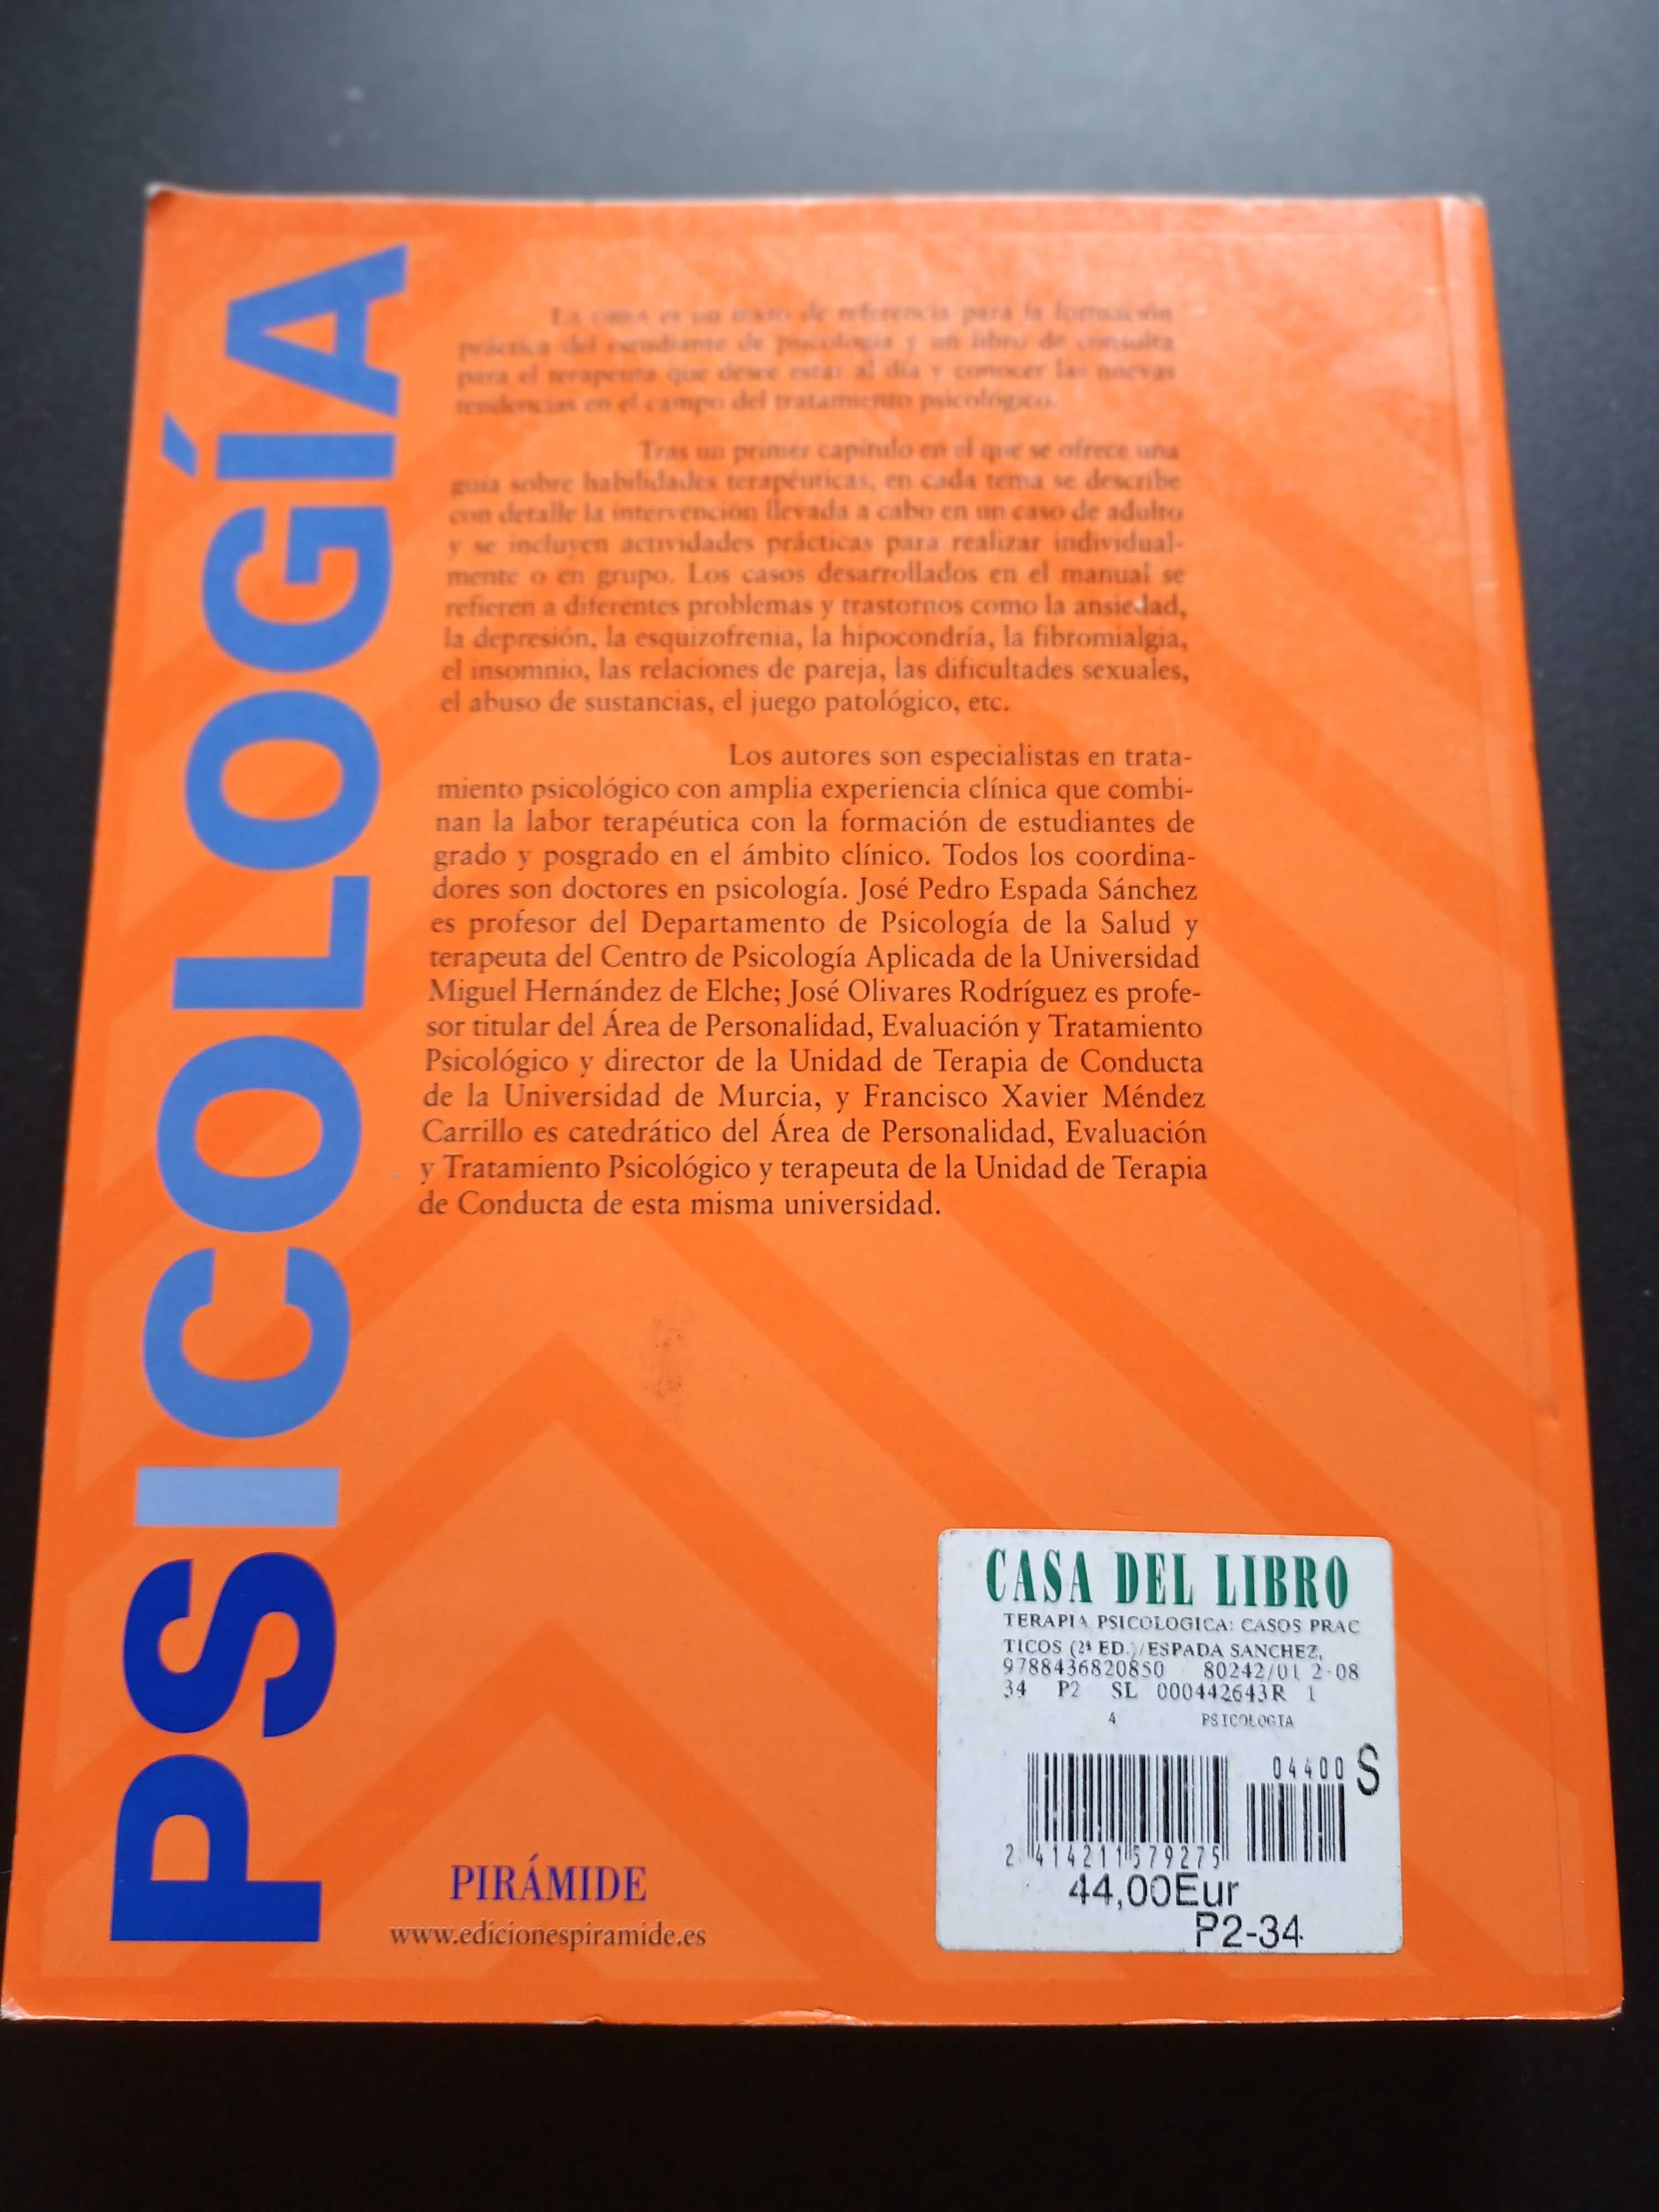 PSICOLOGÍA
LA OBRA es un texto de referencia para la formación
práctica del estudiante de psicología y un libro de consulta
para el terapeuta que desee estar al día y conocer las nuevas
tendencias en el campo del tratamiento psicológico.
Tras un primer capítulo en el que se ofrece una
guía sobre habilidades terapéuticas, en cada tema se describe
con detalle la intervención llevada a cabo en un caso de adulto
y se incluyen actividades prácticas para realizar individual-
mente o en grupo. Los casos desarrollados en el manual se
refieren a diferentes problemas y trastornos como la ansiedad,
la depresión, la esquizofrenia, la hipocondría, la fibromialgia,
el insomnio, las relaciones de pareja, las dificultades sexuales,
el abuso de sustancias, el juego patológico, etc.
Los autores son especialistas en trata-
miento psicológico con amplia experiencia clínica que combi-
nan la labor terapéutica con la formación de estudiantes de
grado y posgrado en el ámbito clínico. Todos los coordina-
dores son doctores en psicología. José Pedro Espada Sánchez
es profesor del Departamento de Psicología de la Salud y
terapeuta del Centro de Psicología Aplicada de la Universidad
Miguel Hernández de Elche; José Olivares Rodríguez es profe-
sor titular del Área de Personalidad, Evaluación y Tratamiento
Psicológico y director de la Unidad de Terapia de Conducta
de la Universidad de Murcia, y Francisco Xavier Méndez
Carrillo es catedrático del Área de Personalidad, Evaluación
y Tratamiento Psicológico y terapeuta de la Unidad de Terapia
de Conducta de esta misma universidad.
CASA DEL LIBRO
TERAPIA PSICOLOGICA: CASOS PRAC
TICOS (2ª ED.)/ESPADA SANCHEZ,
9788436820850 80242/01 2-08
34 P2 SL 000442643R 1
4 PSICOLOGIA
04400 S
2 414211 579275
44,00Eur
P2-34
PIRÁMIDE
www.edicionespiramide.es